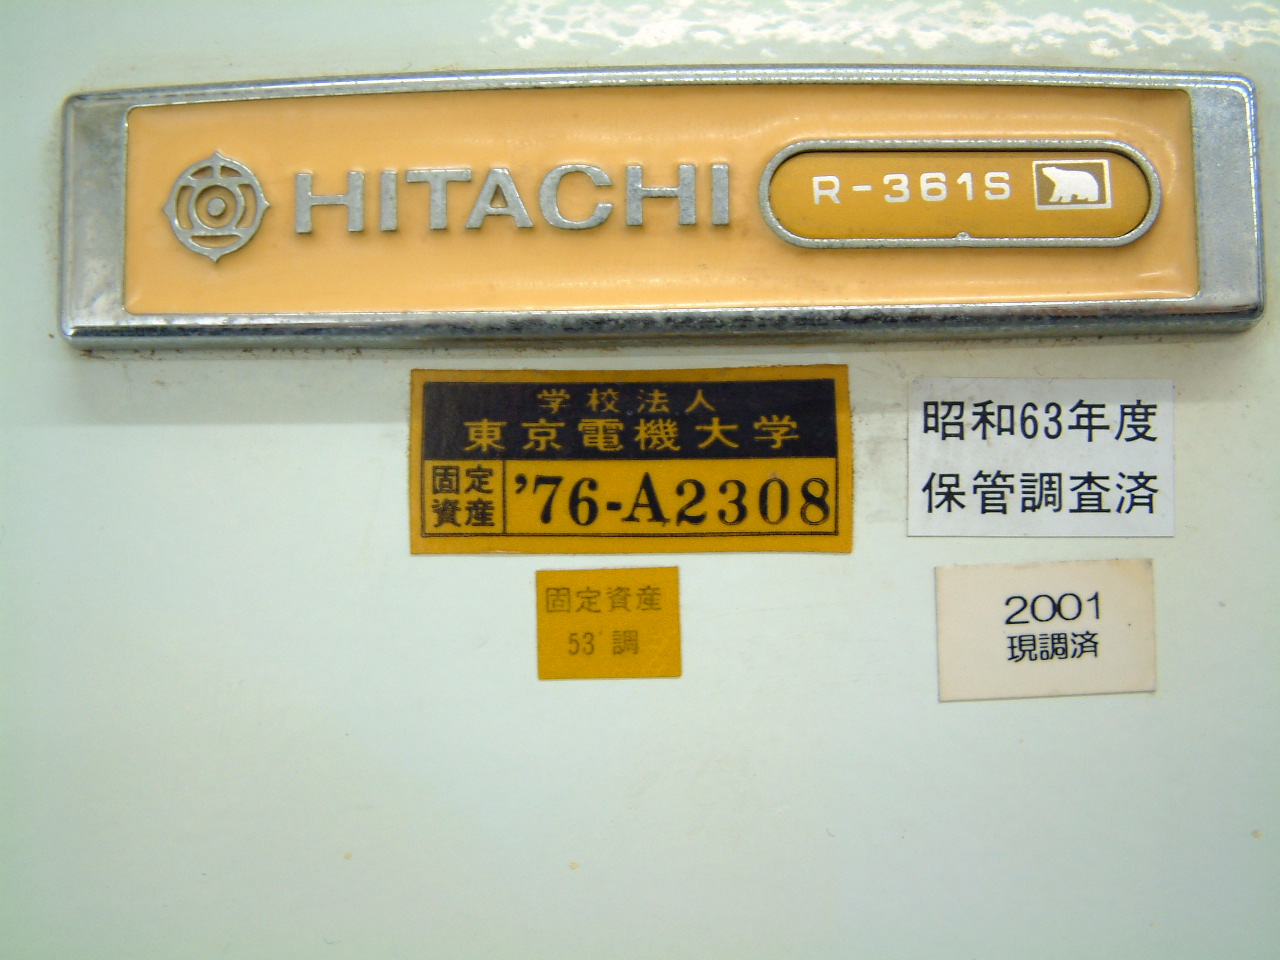 HITACHI
R-361S
学校法人
東京電機大学
固定
資産
'76-A2308
昭和63年度
保管調査済
固定資産
53'調
2001
現調済